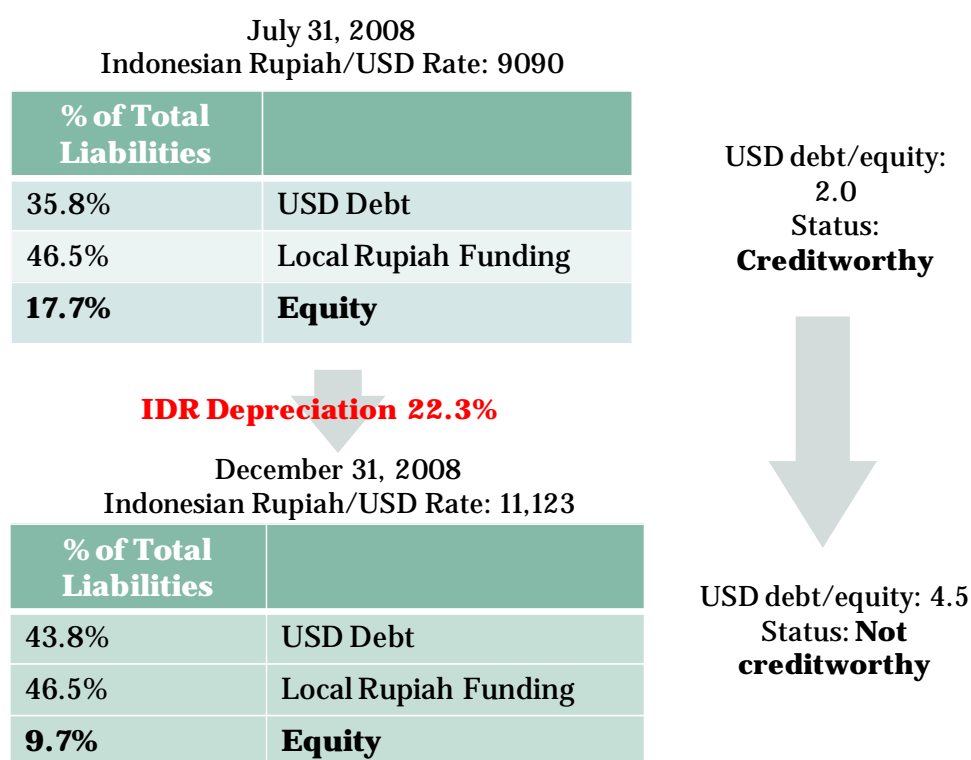 July 31, 2008
Indonesian Rupiah/USD Rate: 9090
% of Total
Liabilities
35.8% USD Debt
46.5% Local Rupiah Funding
17.7% Equity
USD debt/equity:
2.0
Status:
Creditworthy
IDR Depreciation 22.3%
December 31, 2008
Indonesian Rupiah/USD Rate: 11,123
% of Total
Liabilities
43.8% USD Debt
46.5% Local Rupiah Funding
9.7% Equity
USD debt/equity: 4.5
Status: Not
creditworthy